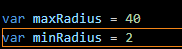 var maxRadius = 40
var minRadius = 2